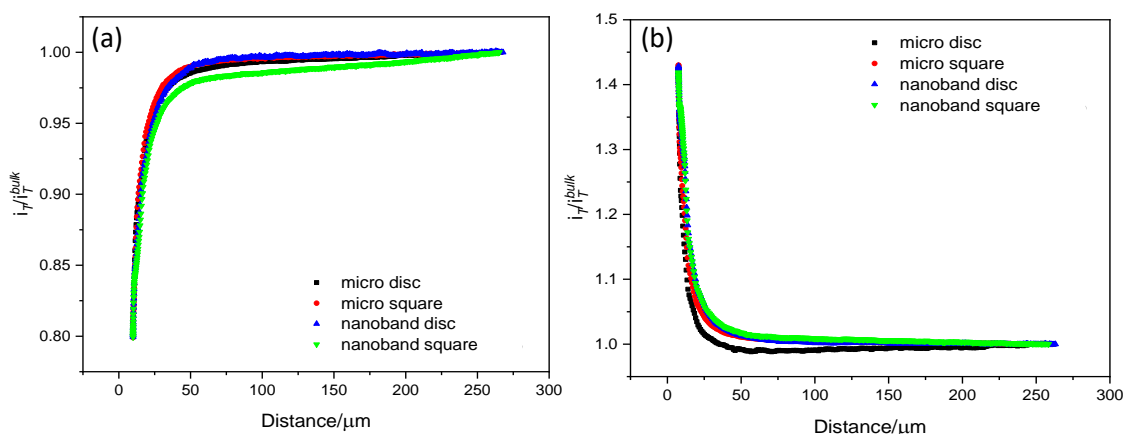 (a)
i_T/i_T^bulk
1.00
0.95
0.90
0.85
0.80
micro disc
micro square
nanoband disc
nanoband square
0 50 100 150 200 250 300
Distance/μm
(b)
i_T/i_T^bulk
1.5
1.4
1.3
1.2
1.1
1.0
micro disc
micro square
nanoband disc
nanoband square
0 50 100 150 200 250 300
Distance/μm